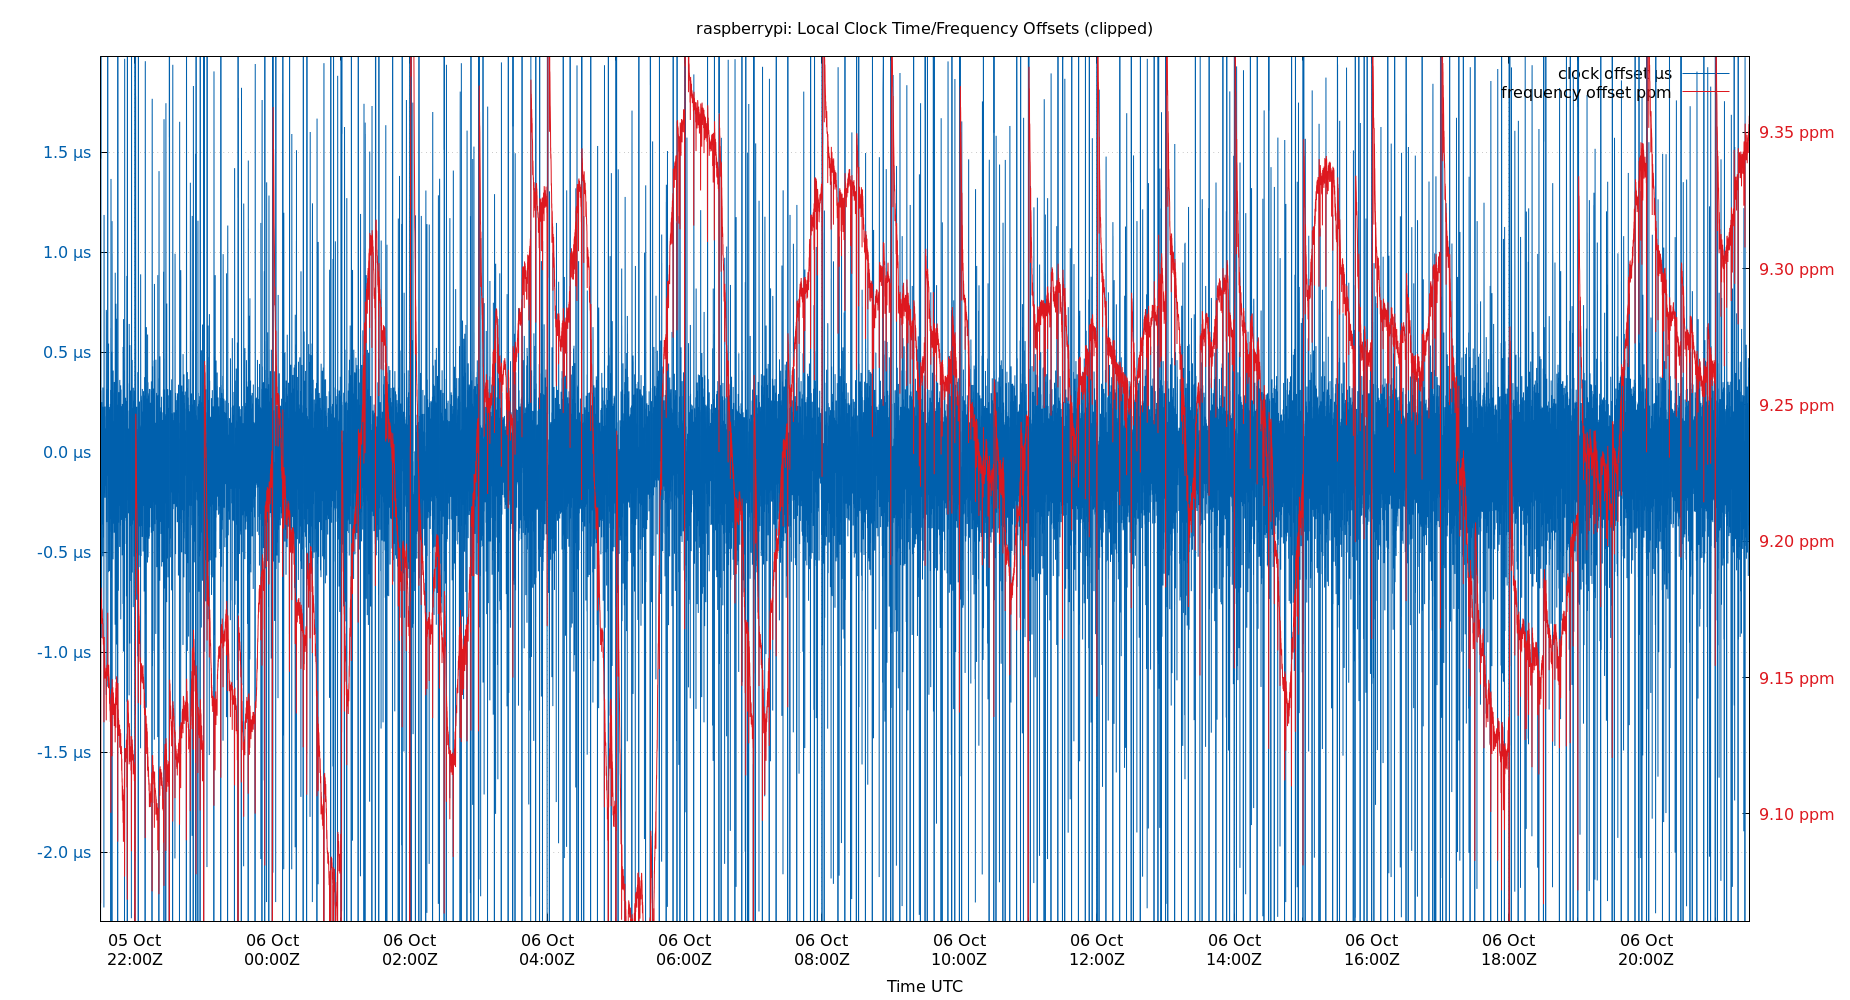 raspberrypi: Local Clock Time/Frequency Offsets (clipped)
clock offset µs
frequency offset ppm
1.5 µs
1.0 µs
0.5 µs
0.0 µs
-0.5 µs
-1.0 µs
-1.5 µs
-2.0 µs
9.35 ppm
9.30 ppm
9.25 ppm
9.20 ppm
9.15 ppm
9.10 ppm
05 Oct 06 Oct 06 Oct 06 Oct 06 Oct 06 Oct 06 Oct 06 Oct 06 Oct 06 Oct 06 Oct 06 Oct
22:00Z 00:00Z 02:00Z 04:00Z 06:00Z 08:00Z 10:00Z 12:00Z 14:00Z 16:00Z 18:00Z 20:00Z
Time UTC